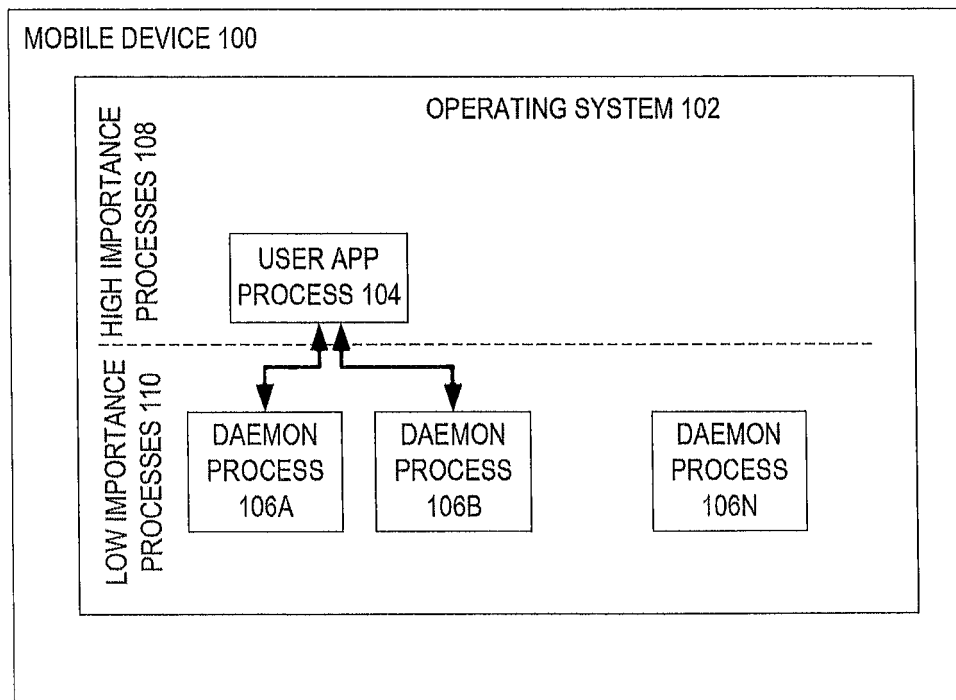 MOBILE DEVICE 100
OPERATING SYSTEM 102
HIGH IMPORTANCE
PROCESSES 108
USER APP
PROCESS 104
LOW IMPORTANCE
PROCESSES 110
DAEMON
PROCESS
106A
DAEMON
PROCESS
106B
DAEMON
PROCESS
106N